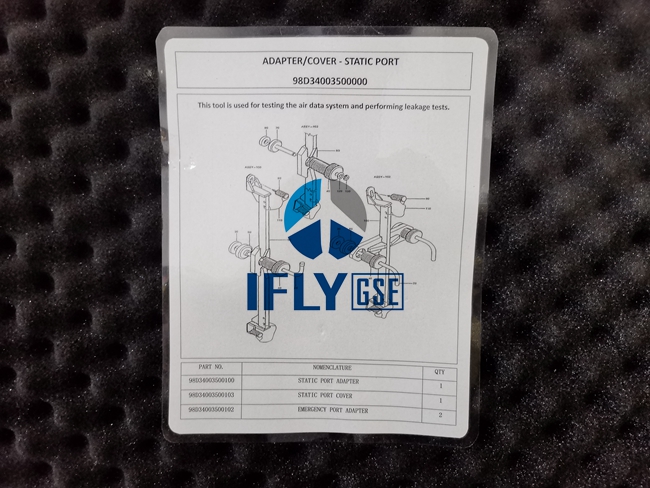 ADAPTER/COVER - STATIC PORT
98D34003500000
This tool is used for testing the air data system and performing leakage tests.
IFLY GSE
PART NO. NOMENCLATURE QTY
98D34003500100 STATIC PORT ADAPTER 1
98D34003500103 STATIC PORT COVER 1
98D34003500102 EMERGENCY PORT ADAPTER 2